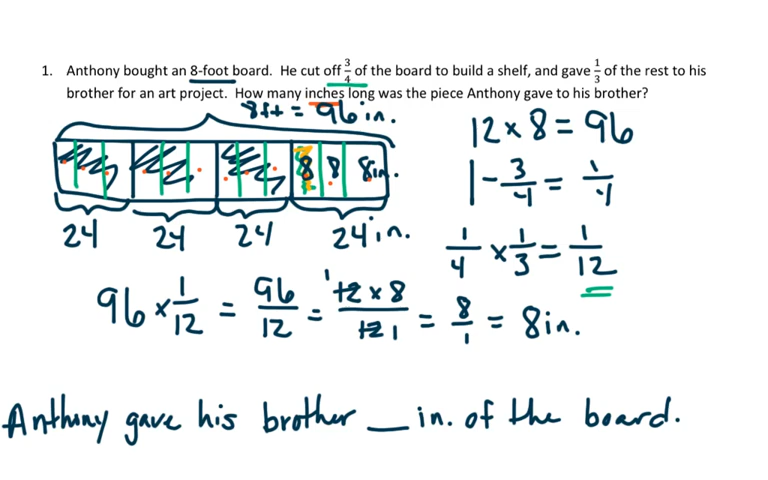 1. Anthony bought an 8-foot board. He cut off 3/4 of the board to build a shelf, and gave 1/3 of the rest to his
brother for an art project. How many inches long was the piece Anthony gave to his brother?
8ft = 96 in.
12 × 8 = 96
8 8 8in.
1 - 3/4 = 1/4
24 24 24 24 in.
1/4 × 1/3 = 1/12
96 × 1/12 = 96/12 = 1 12 × 8 / 12 1 = 8/1 = 8in.
Anthony gave his brother __ in. of the board.